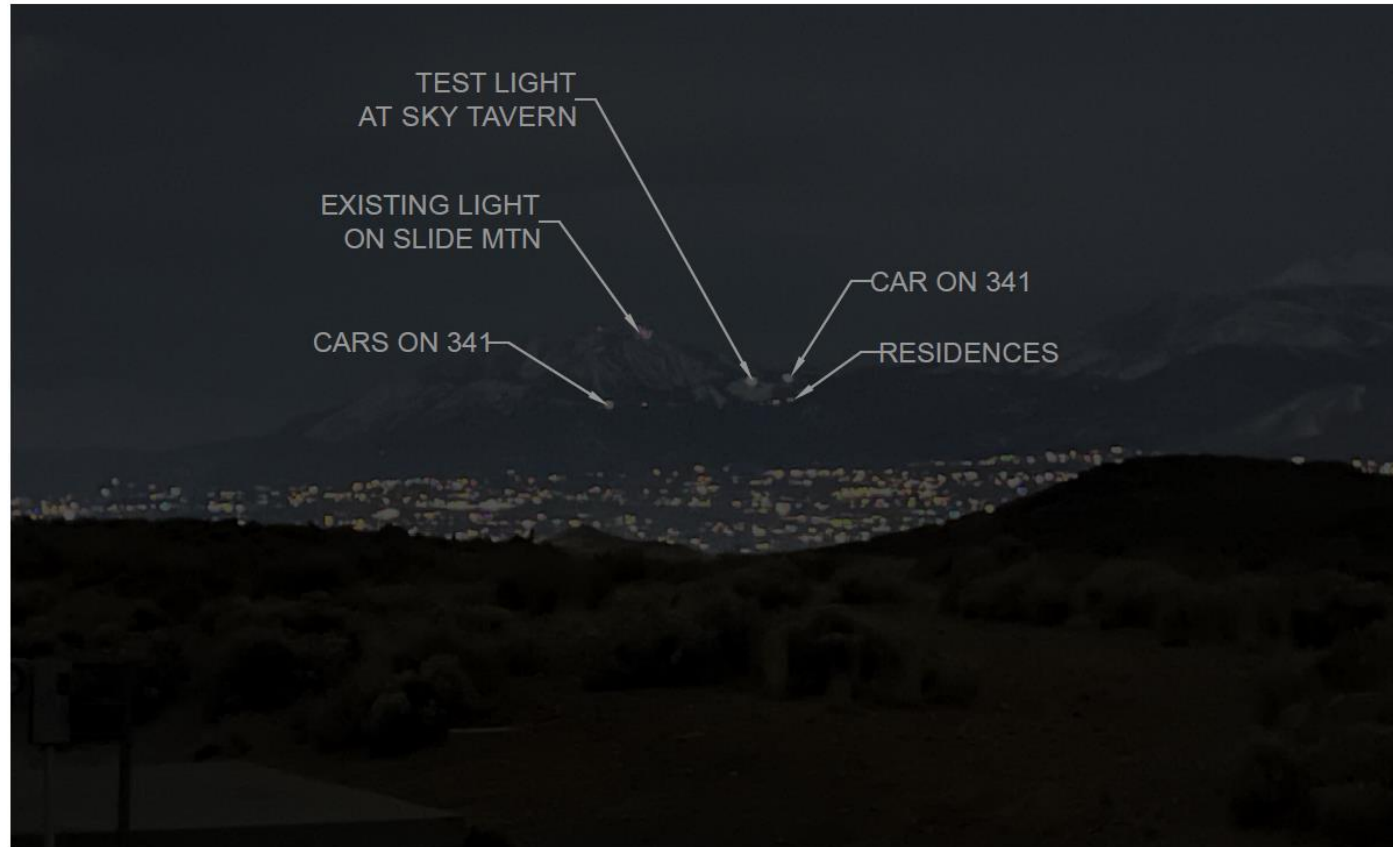 TEST LIGHT
AT SKY TAVERN
EXISTING LIGHT
ON SLIDE MTN
CAR ON 341
CARS ON 341
RESIDENCES